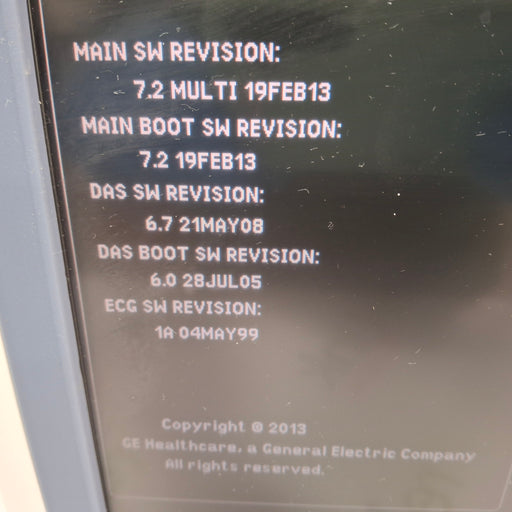 MAIN SW REVISION:
7.2 MULTI 19FEB13
MAIN BOOT SW REVISION:
7.2 19FEB13
DAS SW REVISION:
6.7 21MAY08
DAS BOOT SW REVISION:
6.0 28JUL05
ECG SW REVISION:
1A 04MAY99
Copyright © 2013
GE Healthcare, a General Electric Company
All rights reserved.